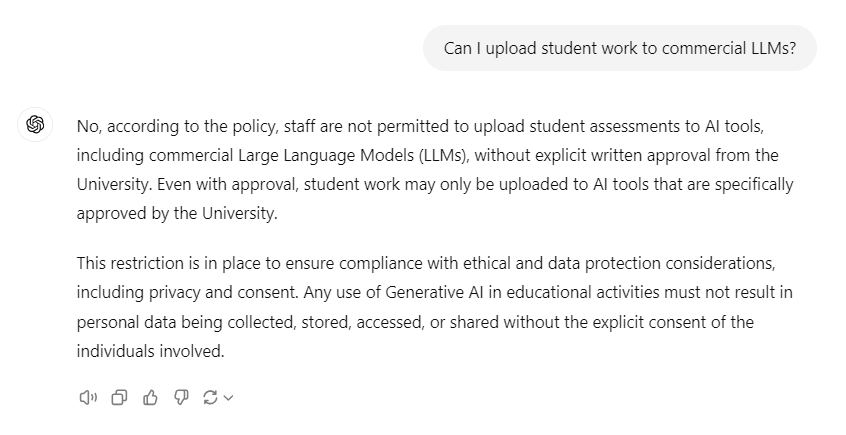 Can I upload student work to commercial LLMs?
No, according to the policy, staff are not permitted to upload student assessments to AI tools,
including commercial Large Language Models (LLMs), without explicit written approval from the
University. Even with approval, student work may only be uploaded to AI tools that are specifically
approved by the University.
This restriction is in place to ensure compliance with ethical and data protection considerations,
including privacy and consent. Any use of Generative AI in educational activities must not result in
personal data being collected, stored, accessed, or shared without the explicit consent of the
individuals involved.